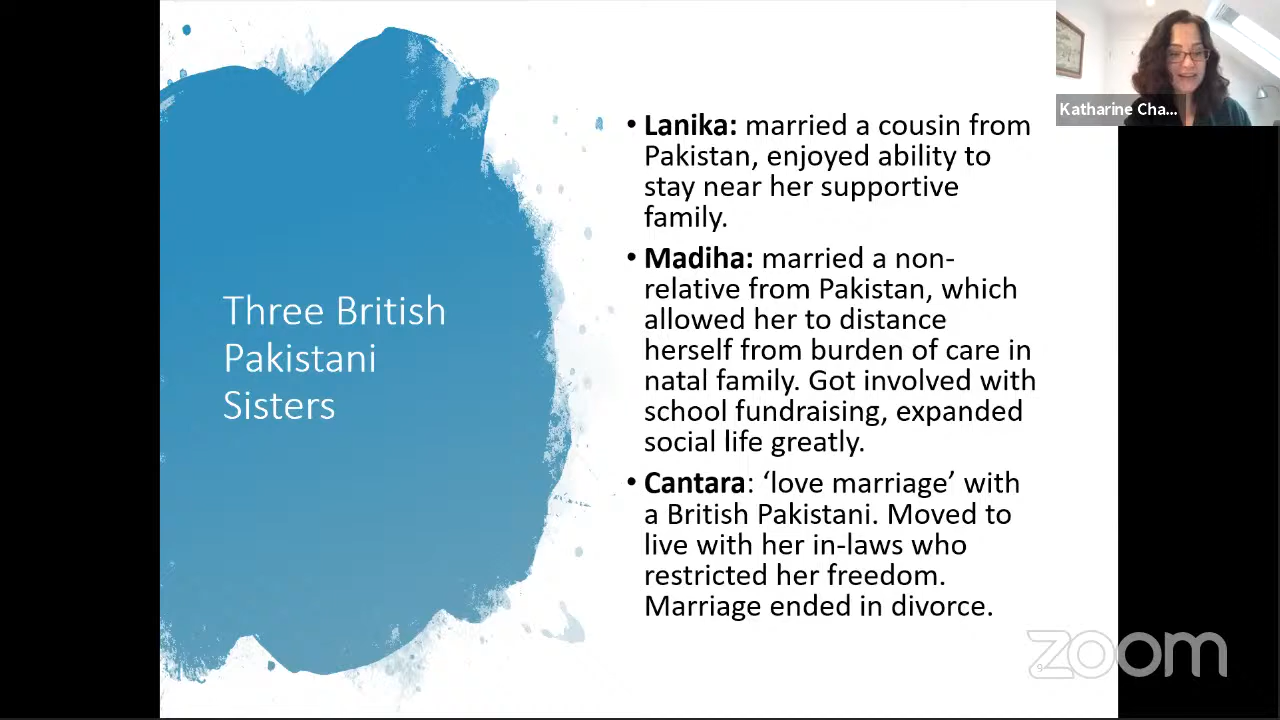 Three British
Pakistani
Sisters
• Lanika: married a cousin from
Pakistan, enjoyed ability to
stay near her supportive
family.
• Madiha: married a non-
relative from Pakistan, which
allowed her to distance
herself from burden of care in
natal family. Got involved with
school fundraising, expanded
social life greatly.
• Cantara: ‘love marriage’ with
a British Pakistani. Moved to
live with her in-laws who
restricted her freedom.
Marriage ended in divorce.
Katharine Cha...
zoom
9